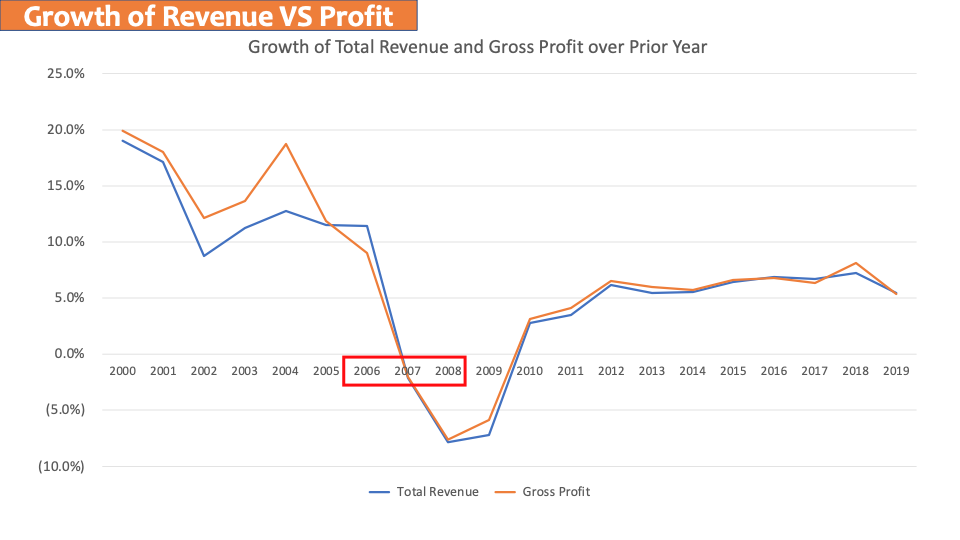 Growth of Revenue VS Profit
Growth of Total Revenue and Gross Profit over Prior Year
25.0%
20.0%
15.0%
10.0%
5.0%
0.0%
2000 2001 2002 2003 2004 2005 2006 2007 2008 2009 2010 2011 2012 2013 2014 2015 2016 2017 2018 2019
(5.0%)
(10.0%)
Total Revenue Gross Profit